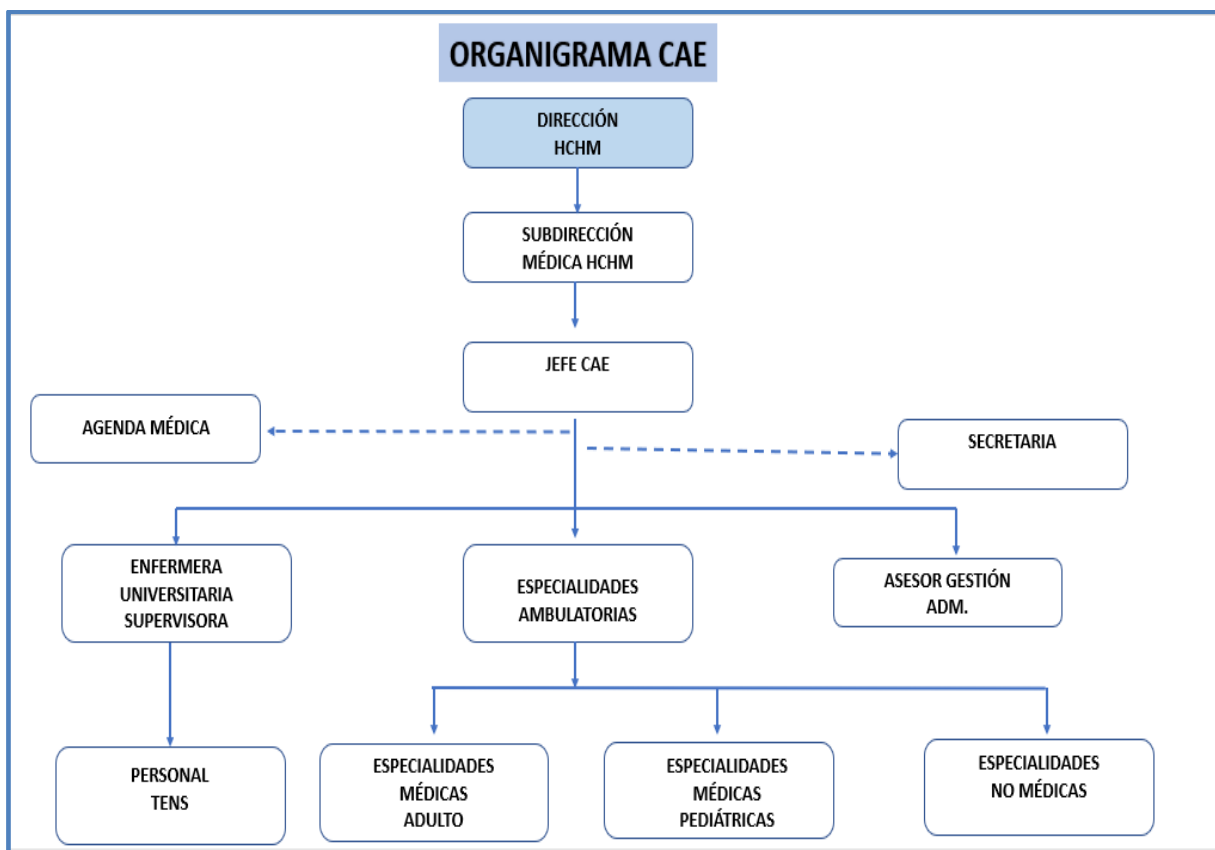 ORGANIGRAMA CAE
DIRECCIÓN
HCHM
SUBDIRECCIÓN
MÉDICA HCHM
JEFE CAE
AGENDA MÉDICA
SECRETARIA
ENFERMERA
UNIVERSITARIA
SUPERVISORA
ESPECIALIDADES
AMBULATORIAS
ASESOR GESTIÓN
ADM.
PERSONAL
TENS
ESPECIALIDADES
MÉDICAS
ADULTO
ESPECIALIDADES
MÉDICAS
PEDIÁTRICAS
ESPECIALIDADES
NO MÉDICAS